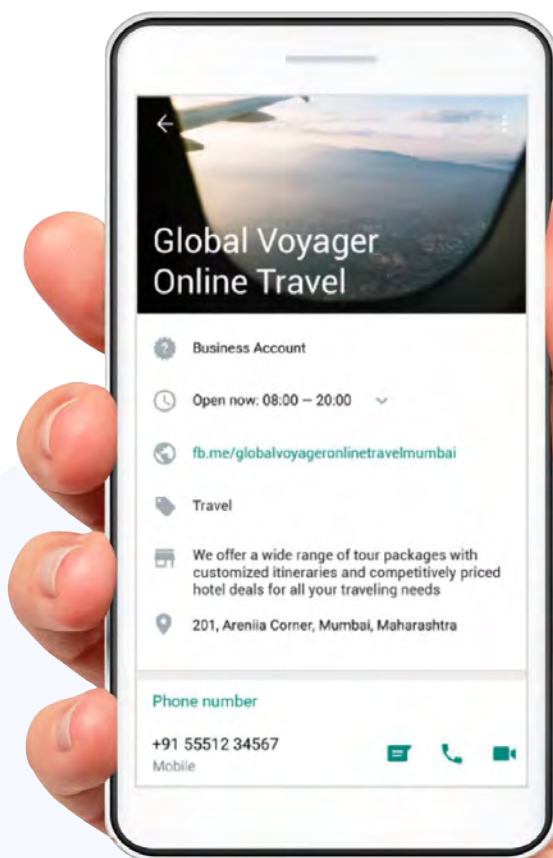 Global Voyager
Online Travel
Business Account
Open now: 08:00 – 20:00
fb.me/globalvoyageronlinetravelmumbai
Travel
We offer a wide range of tour packages with
customized itineraries and competitively priced
hotel deals for all your traveling needs
201, Areniia Corner, Mumbai, Maharashtra
Phone number
+91 55512 34567
Mobile